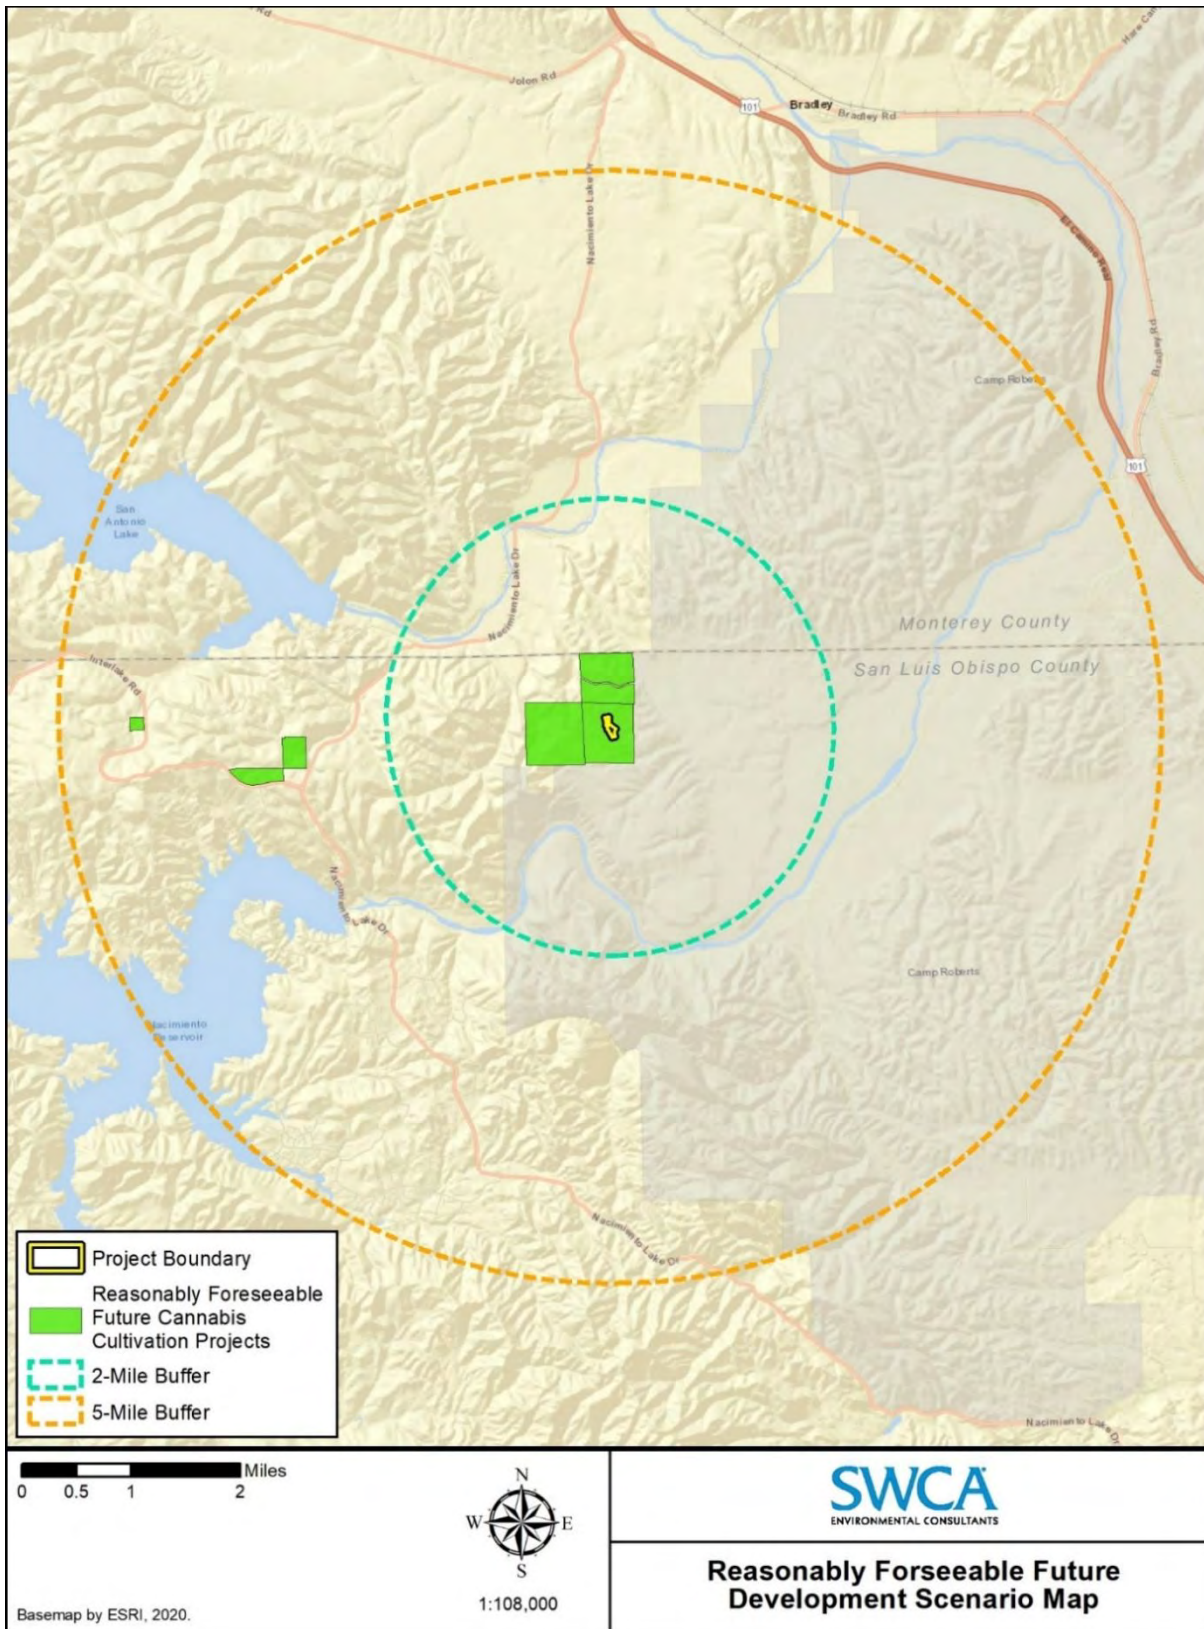 Rd
Jolon Rd
101
Bradley
Bradley Rd
Nacimiento Lake Dr
El Camino Real
Bradley Rd
Camp Roberts
101
San
Antonio
Lake
Nacimiento Lake Dr
Monterey County
San Luis Obispo County
Interlake Rd
Nacimiento Lake Dr
Camp Roberts
Nacimiento
Reservoir
Nacimiento Lake Dr
Nacimiento Lake Dr
Project Boundary
Reasonably Foreseeable
Future Cannabis
Cultivation Projects
2-Mile Buffer
5-Mile Buffer
Miles
0 0.5 1 2
N
W E
S
1:108,000
Basemap by ESRI, 2020.
SWCA
ENVIRONMENTAL CONSULTANTS
Reasonably Forseeable Future
Development Scenario Map